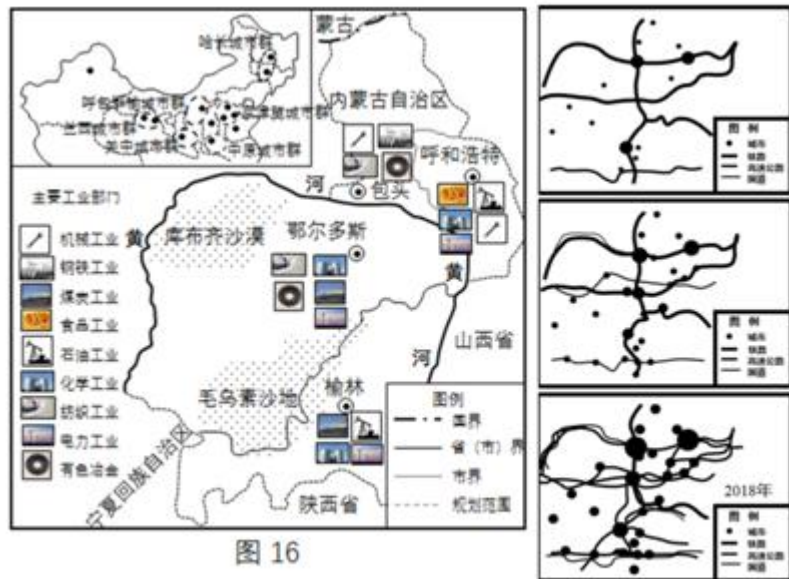 蒙古
哈长城市群
呼包鄂榆城市群
京津冀城市群
兰西城市群
关中城市群
中原城市群
内蒙古自治区
呼和浩特
包头
河
主要工业部门
机械工业
钢铁工业
煤炭工业
食品工业
石油工业
化学工业
纺织工业
电力工业
有色冶金
黄
库布齐沙漠
鄂尔多斯
黄
河
山西省
毛乌素沙地
榆林
宁夏回族自治区
陕西省
图例
国界
省（市）界
市界
规划范围
图 16
图 例
城市
铁路
高速公路
国道
图 例
城市
铁路
高速公路
国道
2018年
图 例
城市
铁路
高速公路
国道